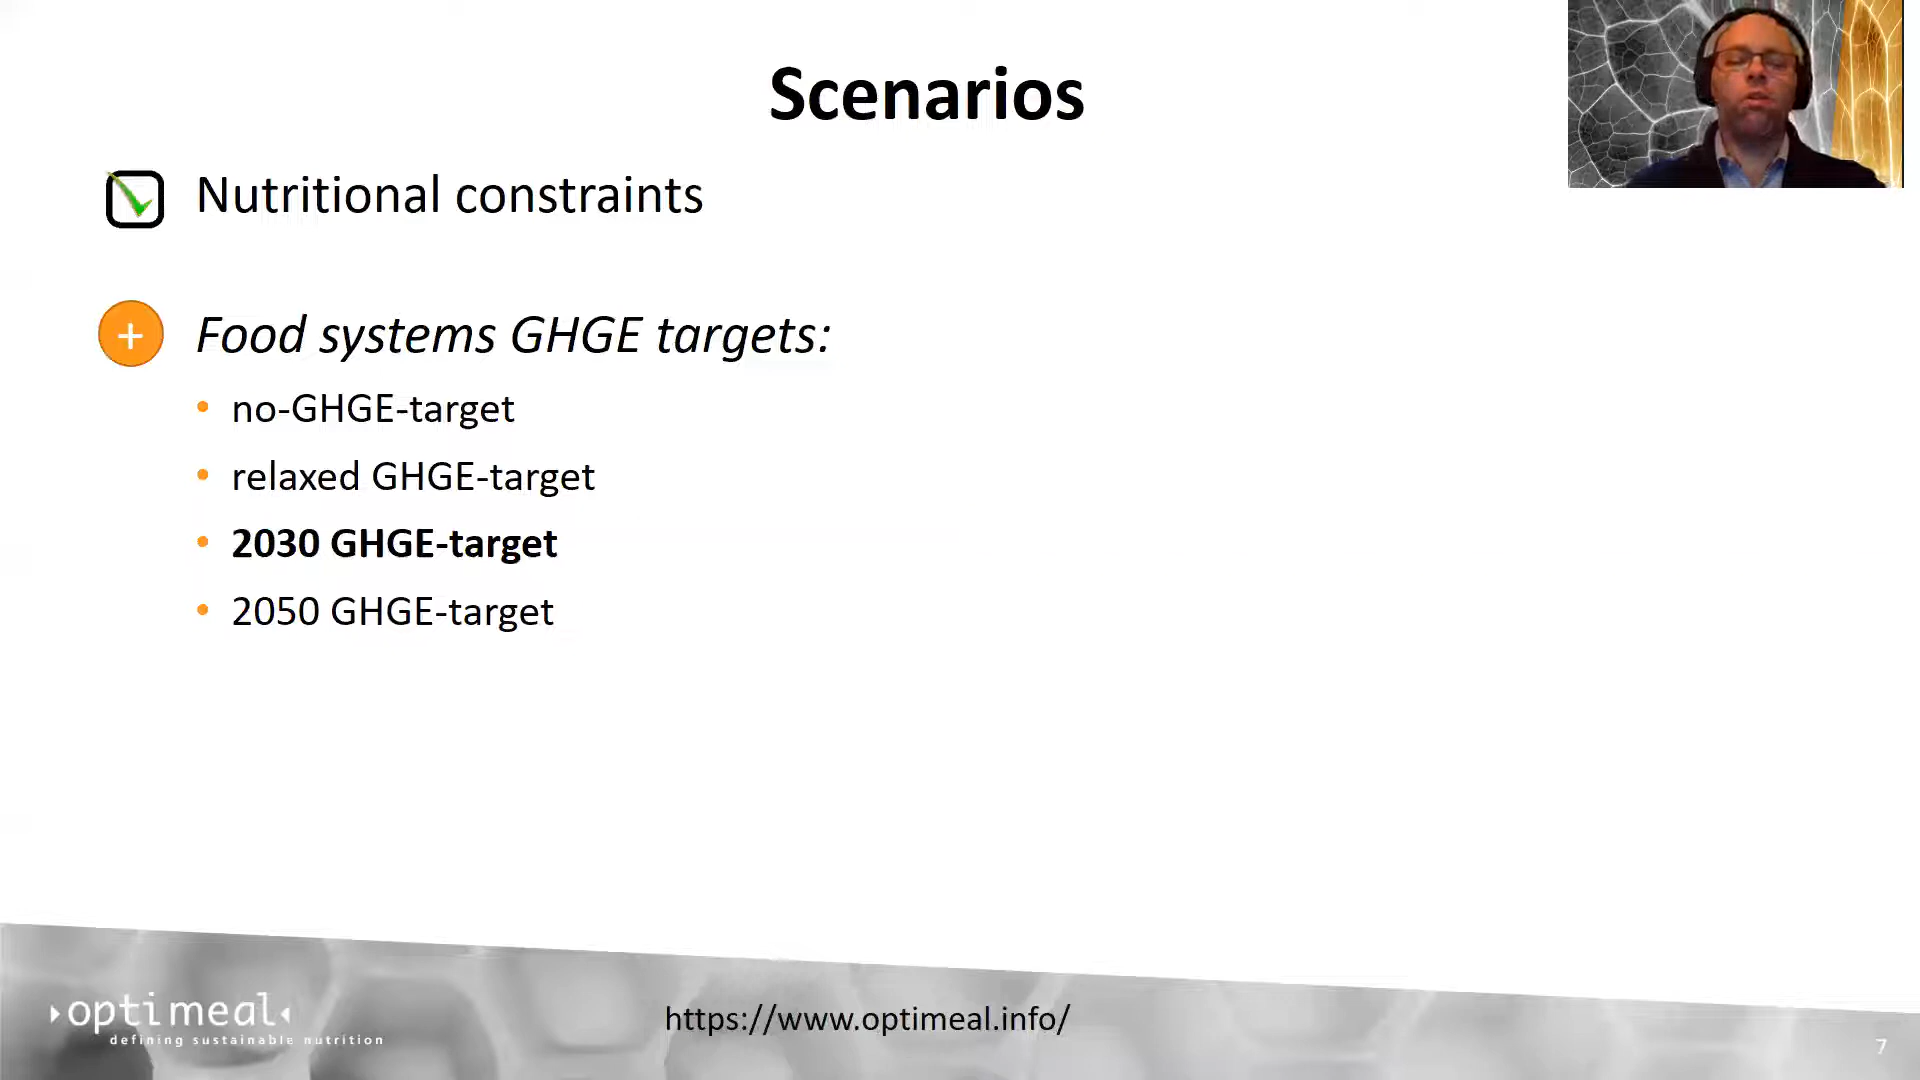 Scenarios
Nutritional constraints
+
Food systems GHGE targets:
• no-GHGE-target
• relaxed GHGE-target
• 2030 GHGE-target
• 2050 GHGE-target
optimeal
defining sustainable nutrition
https://www.optimeal.info/
7